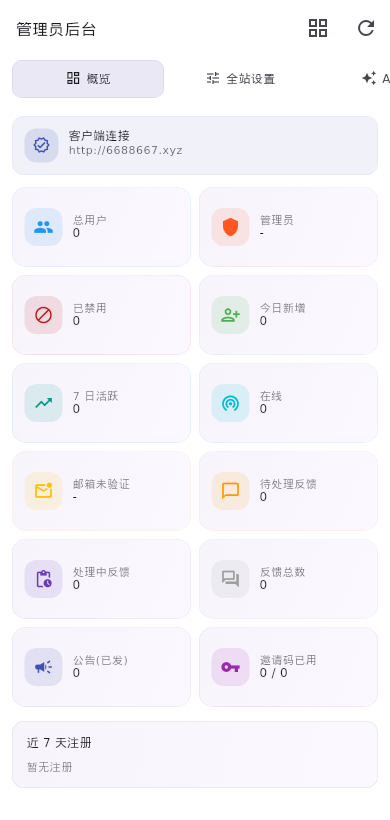 管理员后台
概览
全站设置
A
客户端连接
http://6688667.xyz
总用户
0
管理员
-
已禁用
0
今日新增
0
7 日活跃
0
在线
0
邮箱未验证
-
待处理反馈
0
处理中反馈
0
反馈总数
0
公告(已发)
0
邀请码已用
0 / 0
近 7 天注册
暂无注册